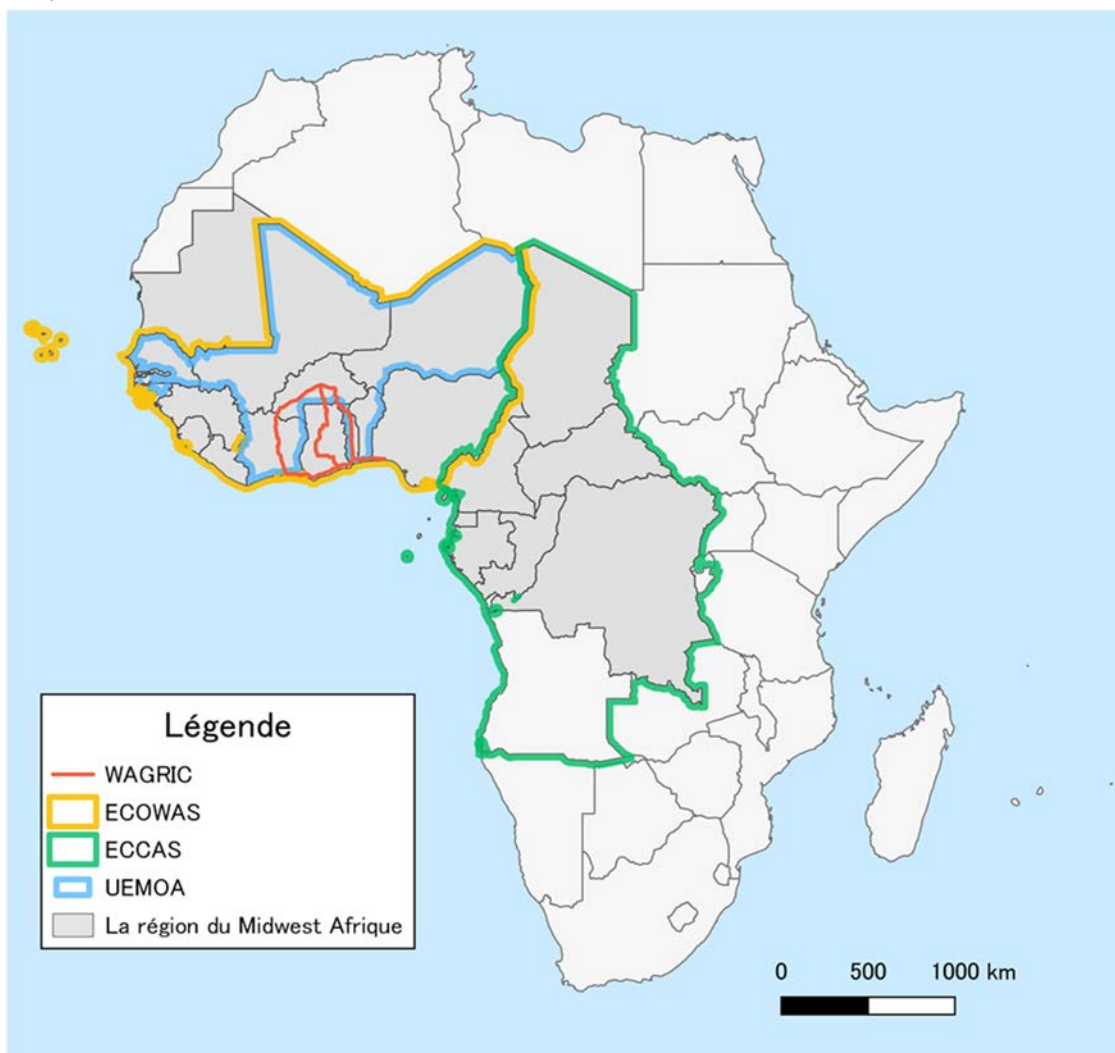 Légende
WAGRIC
ECOWAS
ECCAS
UEMOA
La région du Midwest Afrique
0 500 1000 km